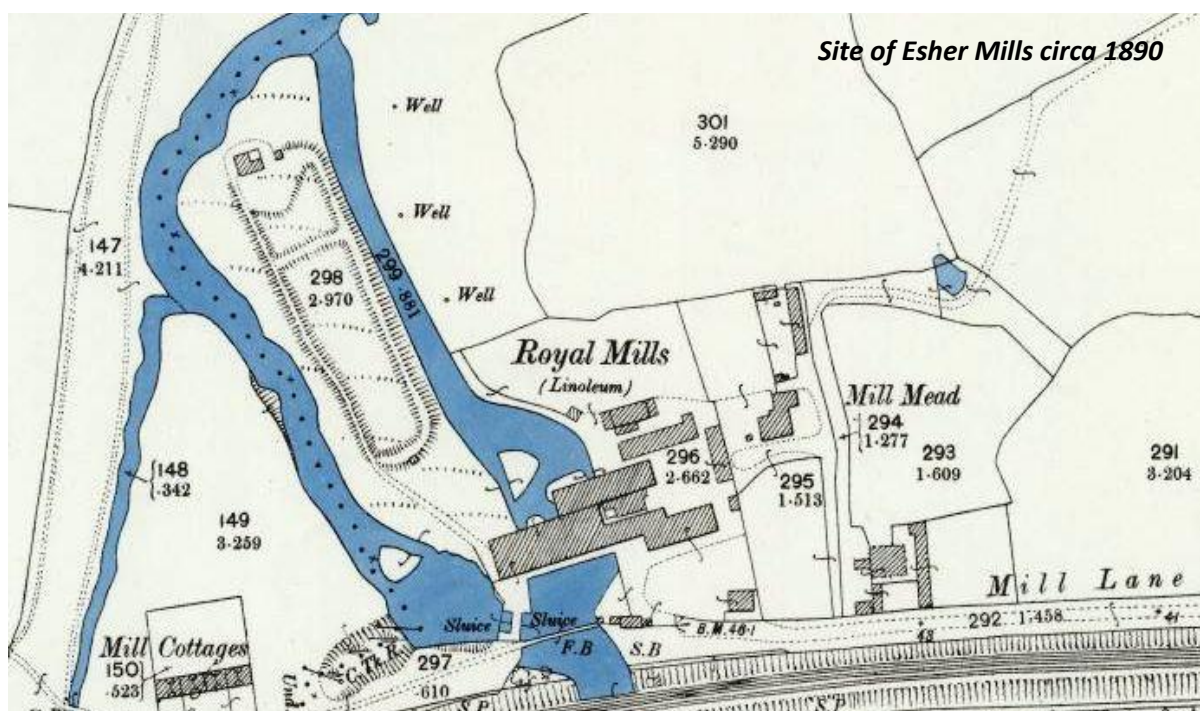 Site of Esher Mills circa 1890
Well
301
5·290
Well
147
4·211
298
2·970
299
·881
Well
Royal Mills
(Linoleum)
Mill Mead
294
1·277
293
1·609
291
3·204
296
2·662
295
1·513
148
·342
149
3·259
Mill Lane
292 1·458
43
41
B.M. 46·1
Sluice
Sluice
F.B
S.B
Mill Cottages
150
·523
297
·610
Und.
S.P
S.P